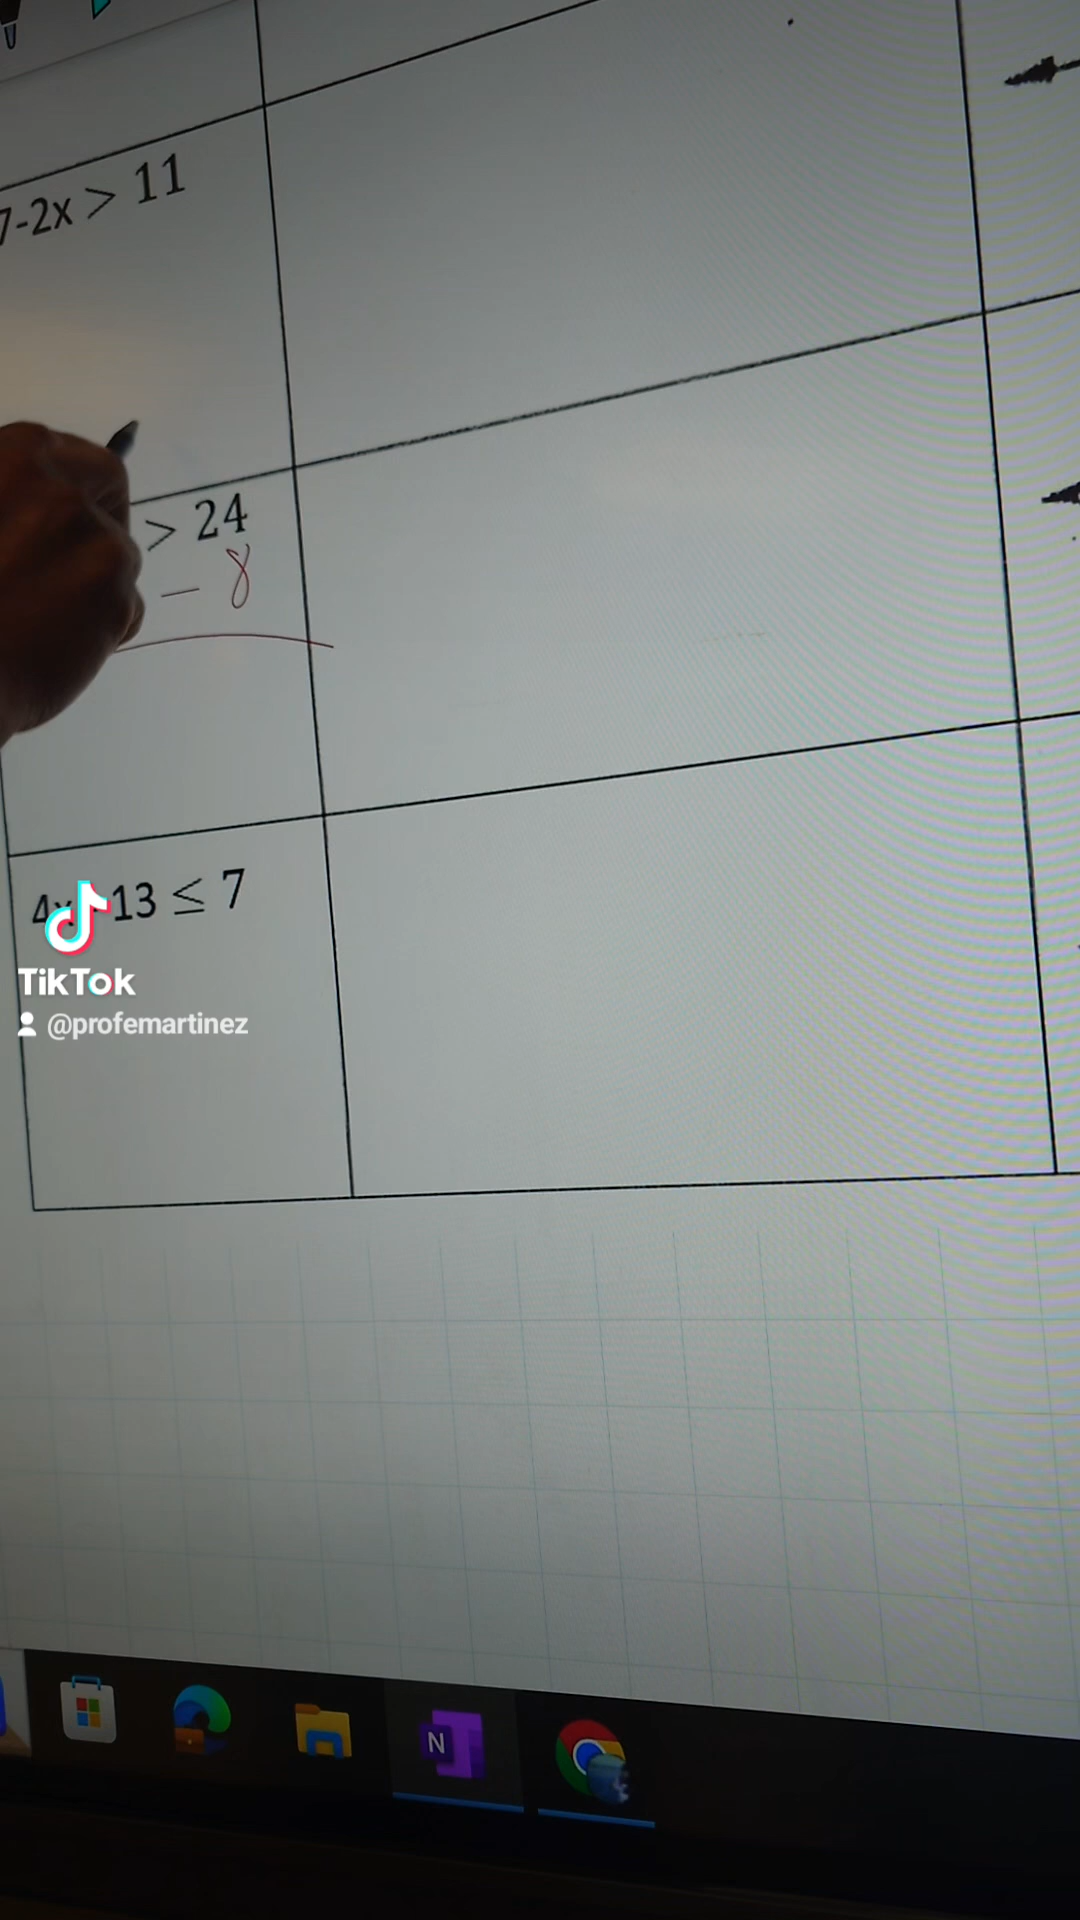 7-2x > 11
> 24
- 8
13 ≤ 7
TikTok
@profemartinez
N